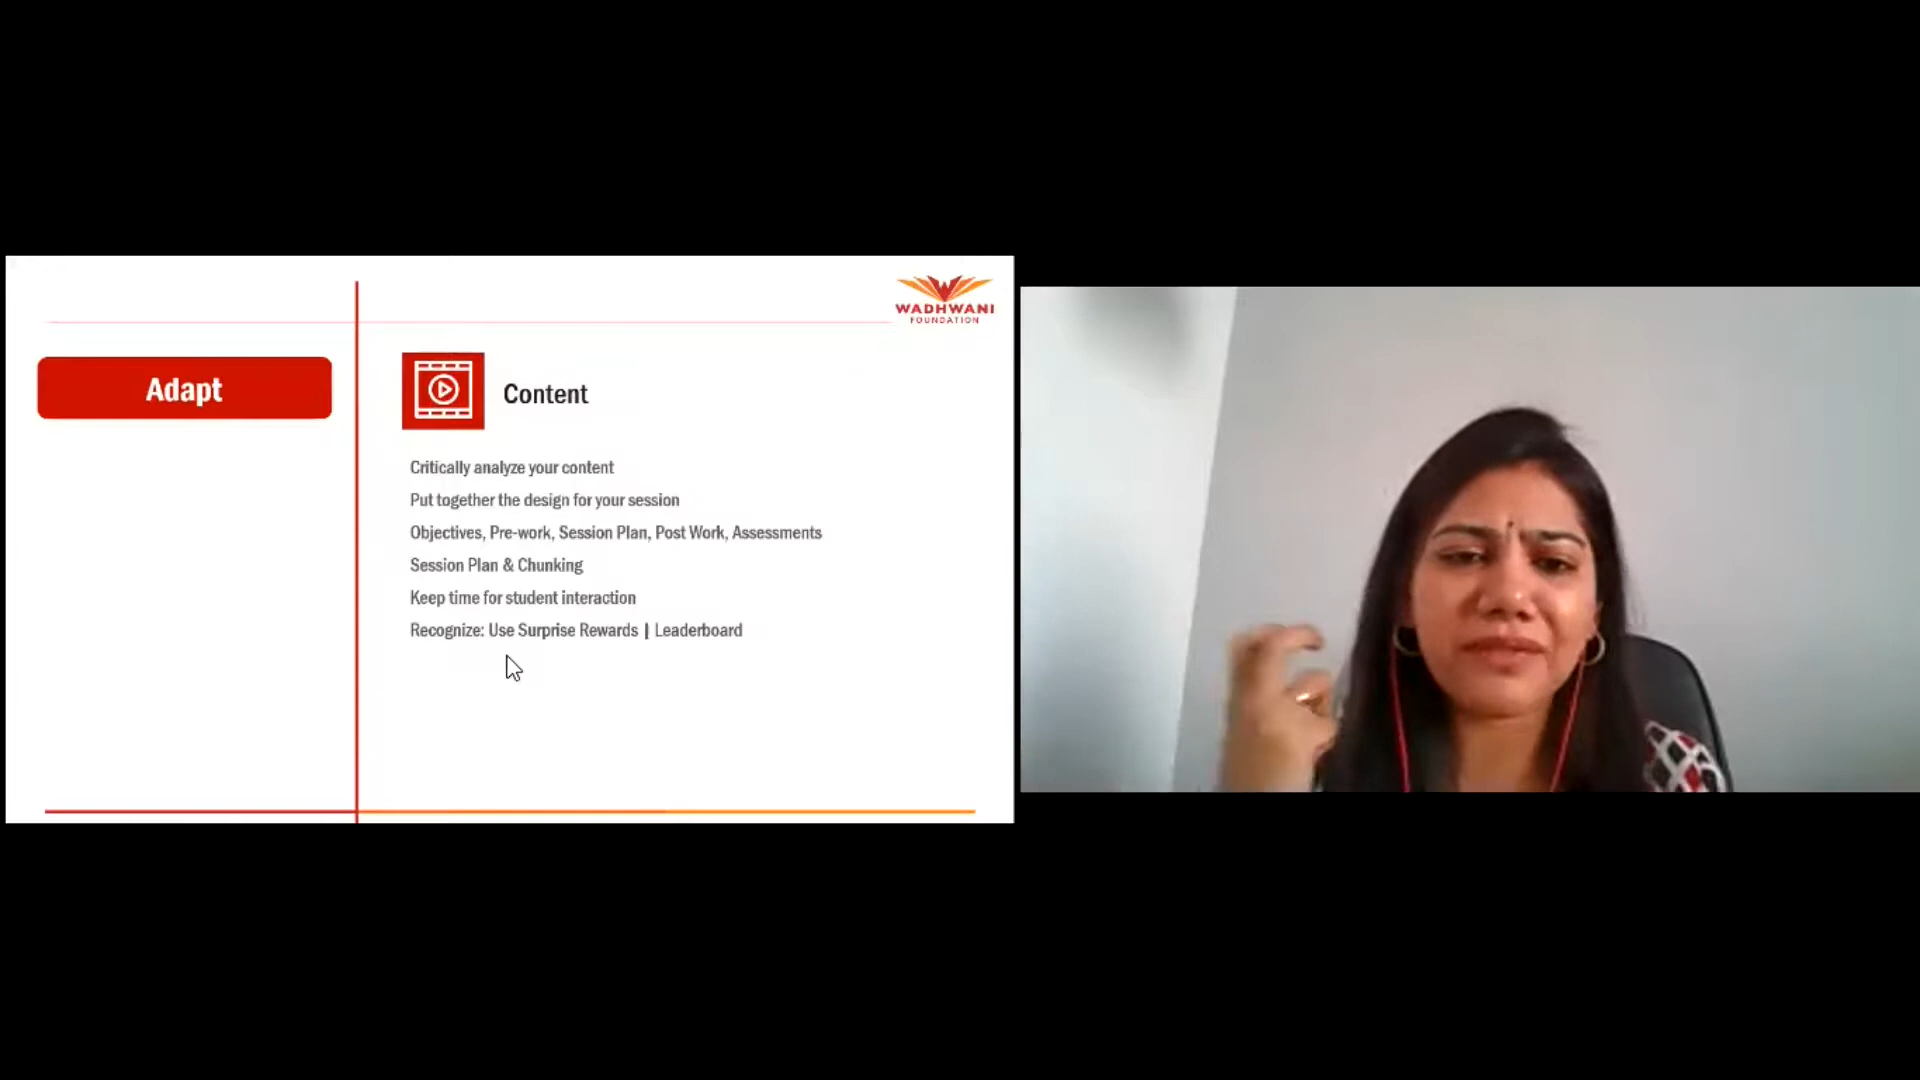 WADHWANI
FOUNDATION
Adapt
Content
Critically analyze your content
Put together the design for your session
Objectives, Pre-work, Session Plan, Post Work, Assessments
Session Plan & Chunking
Keep time for student interaction
Recognize: Use Surprise Rewards | Leaderboard